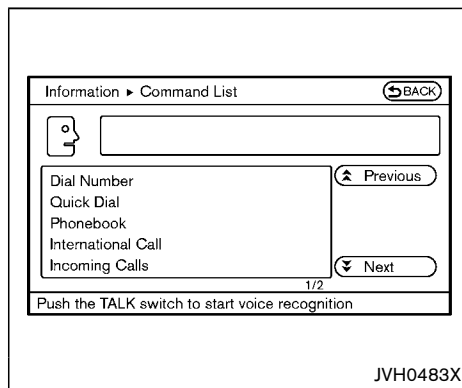 Information ▸ Command List BACK
Dial Number
Previous
Quick Dial
Phonebook
International Call
Incoming Calls
Next
1/2
Push the TALK switch to start voice recognition
JVH0483X